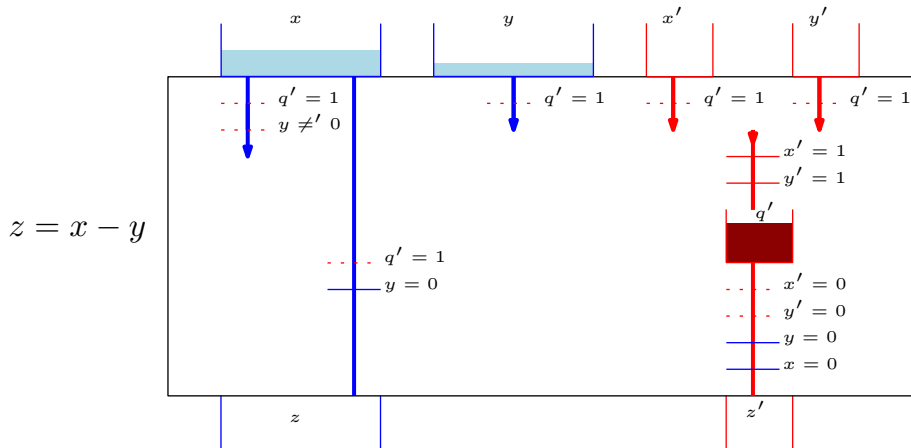 x y x′ y′
q′ = 1 q′ = 1 q′ = 1 q′ = 1
y ≠′ 0
x′ = 1
y′ = 1
q′
z = x − y
q′ = 1
y = 0
x′ = 0
y′ = 0
y = 0
x = 0
z z′